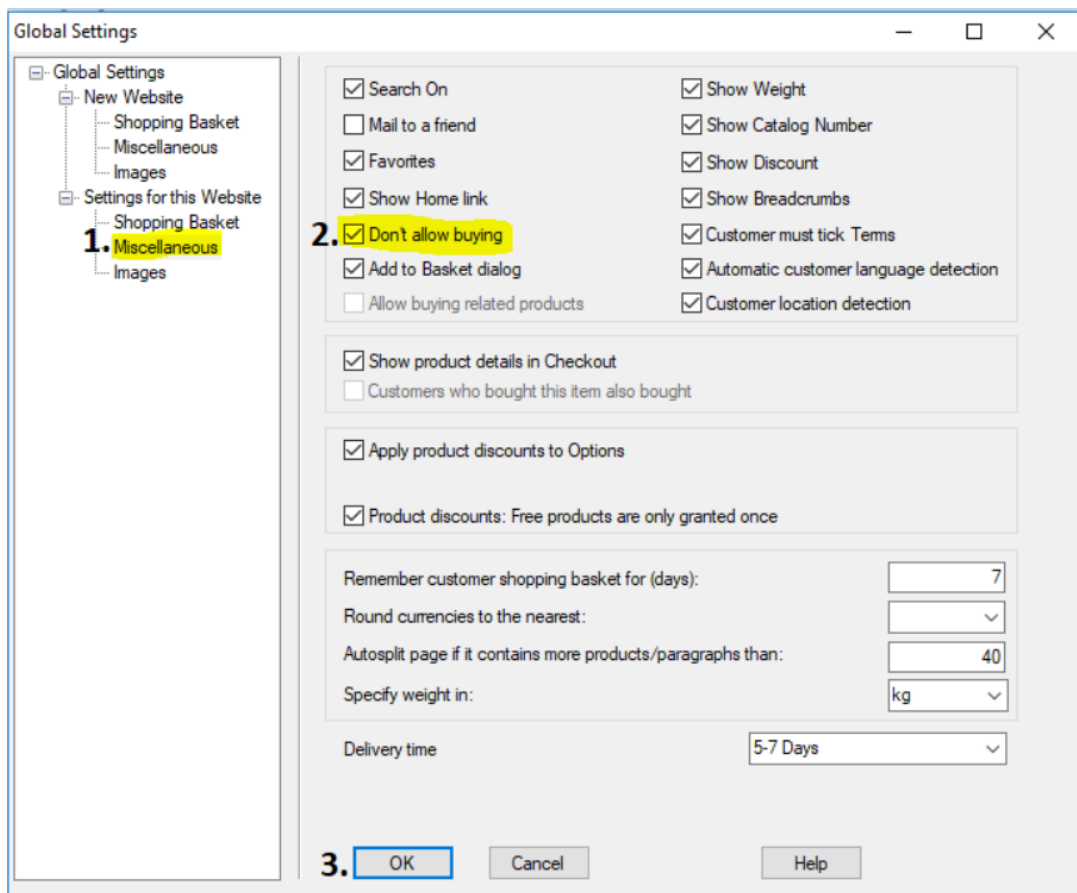 Global Settings
Global Settings
New Website
Shopping Basket
Miscellaneous
Images
Settings for this Website
Shopping Basket
1. Miscellaneous
Images
Search On
Mail to a friend
Favorites
Show Home link
2. Don't allow buying
Add to Basket dialog
Allow buying related products
Show Weight
Show Catalog Number
Show Discount
Show Breadcrumbs
Customer must tick Terms
Automatic customer language detection
Customer location detection
Show product details in Checkout
Customers who bought this item also bought
Apply product discounts to Options
Product discounts: Free products are only granted once
Remember customer shopping basket for (days): 7
Round currencies to the nearest:
Autosplit page if it contains more products/paragraphs than: 40
Specify weight in: kg
Delivery time 5-7 Days
3. OK Cancel Help